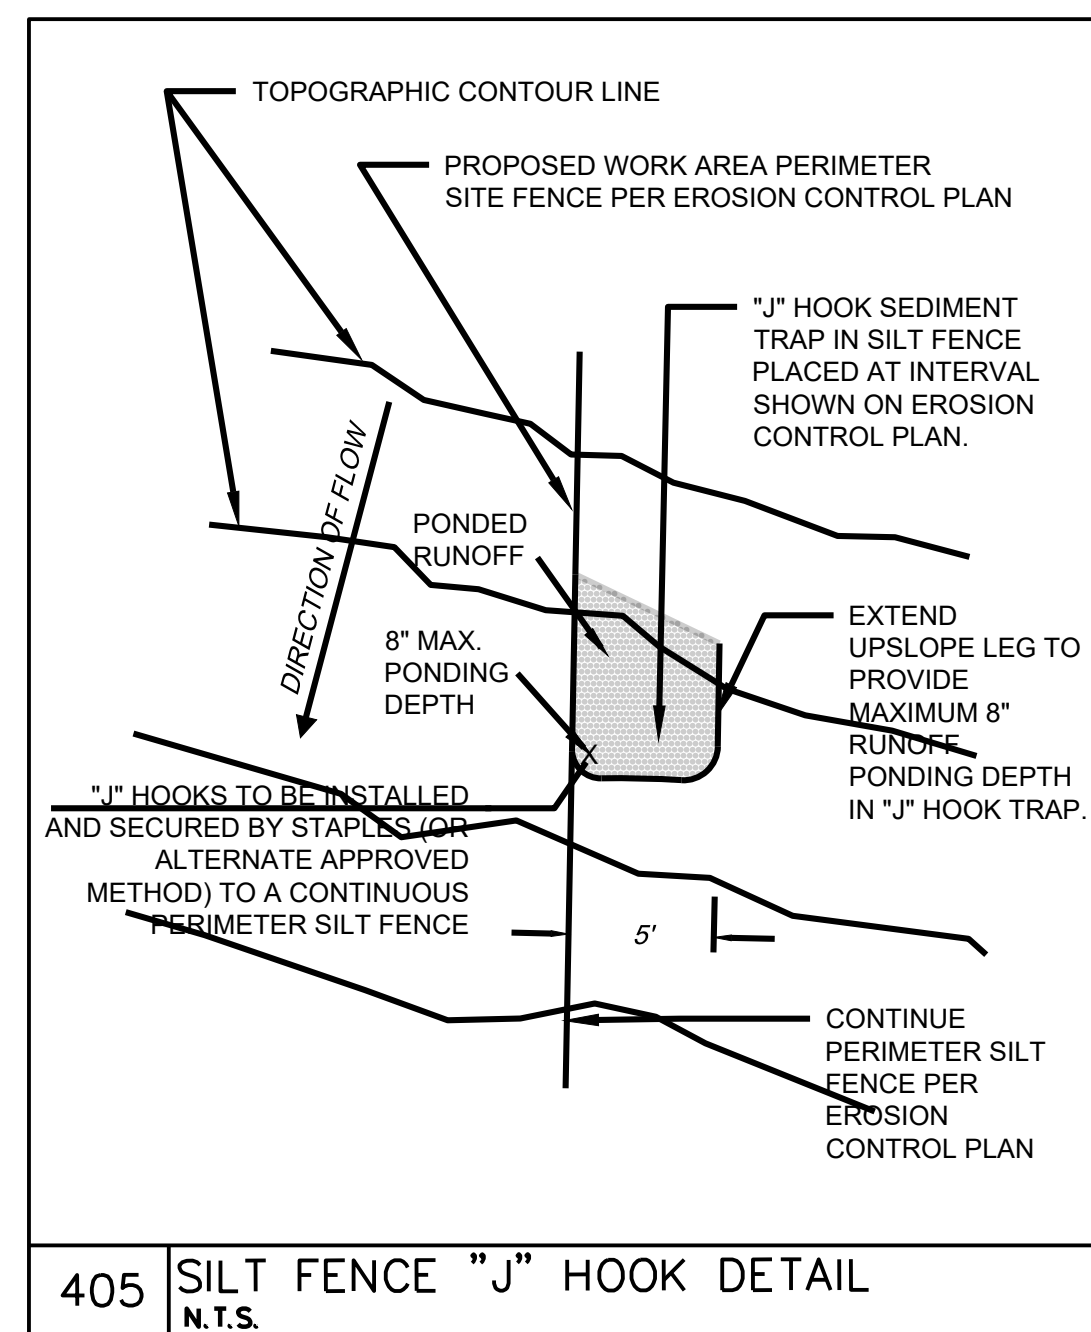 TOPOGRAPHIC CONTOUR LINE
PROPOSED WORK AREA PERIMETER
SITE FENCE PER EROSION CONTROL PLAN
"J" HOOK SEDIMENT
TRAP IN SILT FENCE
PLACED AT INTERVAL
SHOWN ON EROSION
CONTROL PLAN.
DIRECTION OF FLOW
PONDED
RUNOFF
8" MAX.
PONDING
DEPTH
X
EXTEND
UPSLOPE LEG TO
PROVIDE
MAXIMUM 8"
RUNOFF
PONDING DEPTH
IN "J" HOOK TRAP.
"J" HOOKS TO BE INSTALLED
AND SECURED BY STAPLES (OR
ALTERNATE APPROVED
METHOD) TO A CONTINUOUS
PERIMETER SILT FENCE
5'
CONTINUE
PERIMETER SILT
FENCE PER
EROSION
CONTROL PLAN
405
SILT FENCE "J" HOOK DETAIL
N.T.S.